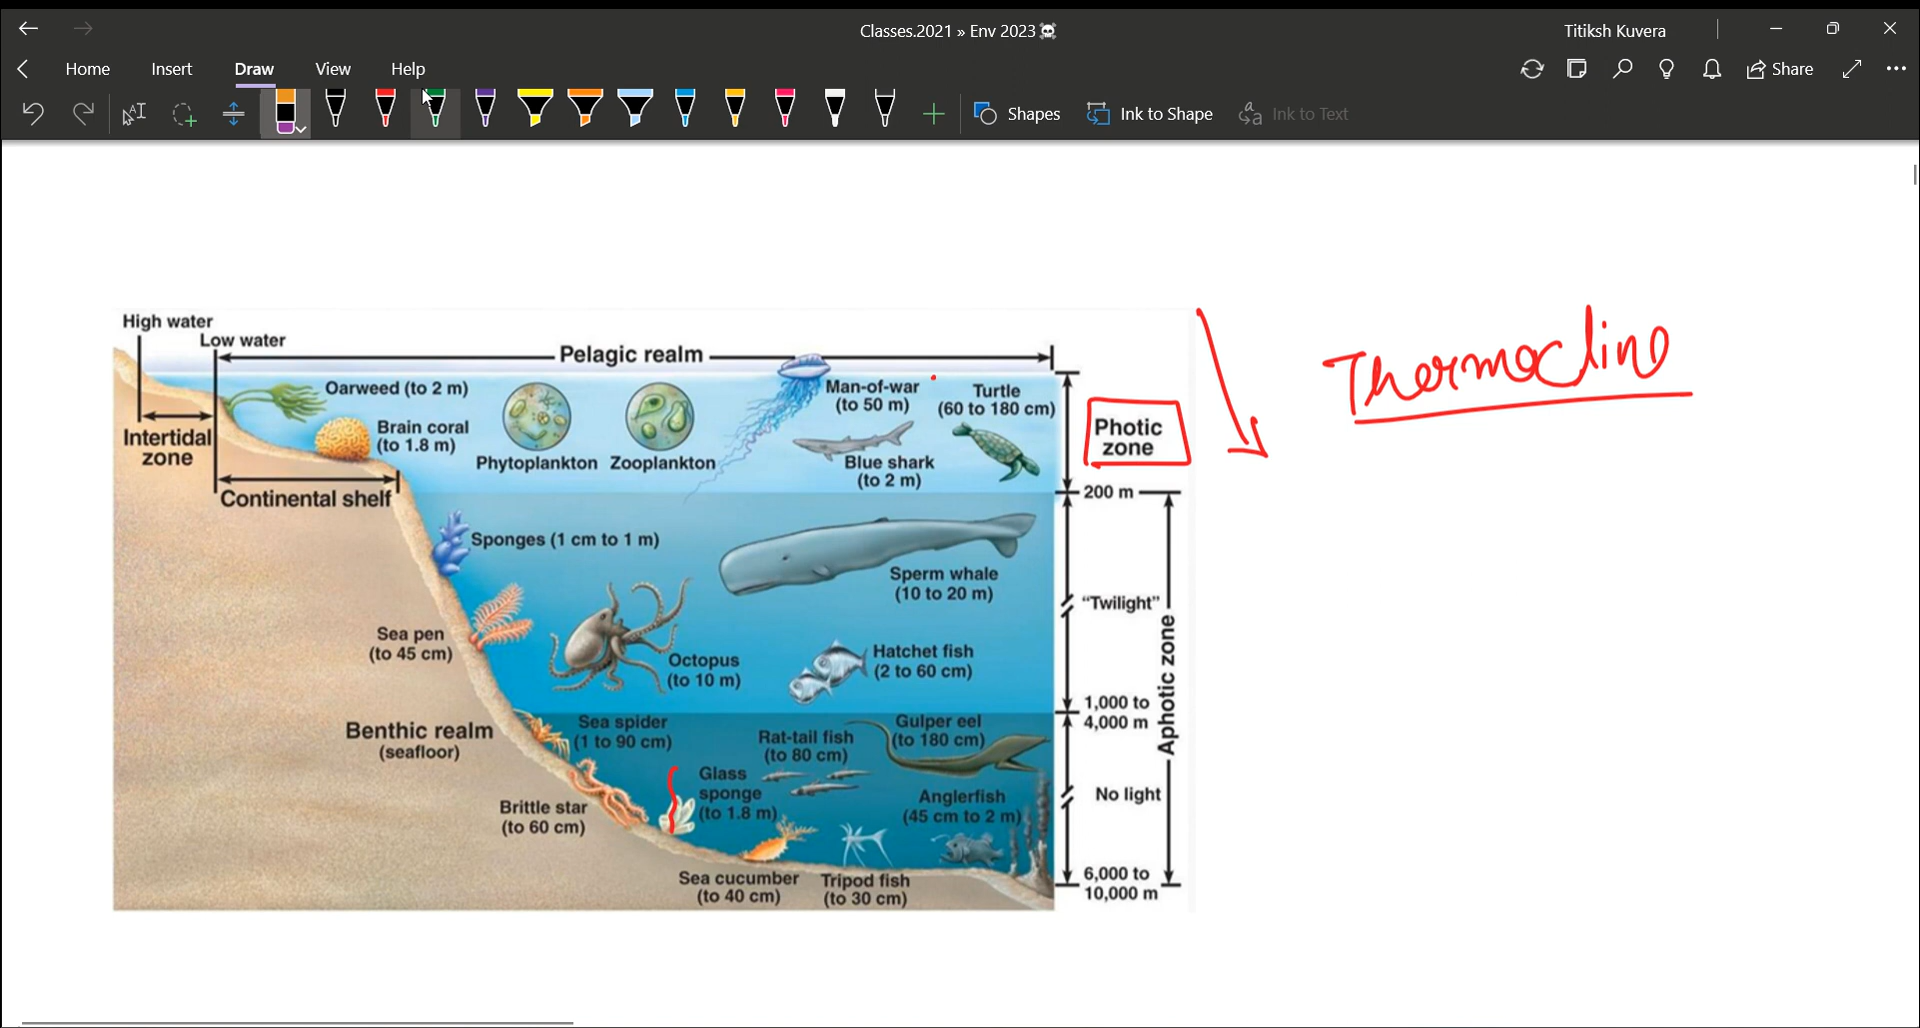 Classes.2021 » Env 2023☠
Titiksh Kuvera
Home Insert Draw View Help
Share
Shapes Ink to Shape Ink to Text
High water
Low water
Pelagic realm
Oarweed (to 2 m)
Man-of-war
(to 50 m)
Turtle
(60 to 180 cm)
Thermocline
Brain coral
(to 1.8 m)
Photic
zone
Intertidal
zone
Phytoplankton Zooplankton
Blue shark
(to 2 m)
Continental shelf
200 m
Sponges (1 cm to 1 m)
Sperm whale
(10 to 20 m)
"Twilight"
Sea pen
(to 45 cm)
Octopus
(to 10 m)
Hatchet fish
(2 to 60 cm)
Aphotic zone
1,000 to
4,000 m
Benthic realm
(seafloor)
Sea spider
(1 to 90 cm)
Rat-tail fish
(to 80 cm)
Gulper eel
(to 180 cm)
Glass
sponge
(to 1.8 m)
No light
Brittle star
(to 60 cm)
Anglerfish
(45 cm to 2 m)
Sea cucumber
(to 40 cm)
Tripod fish
(to 30 cm)
6,000 to
10,000 m